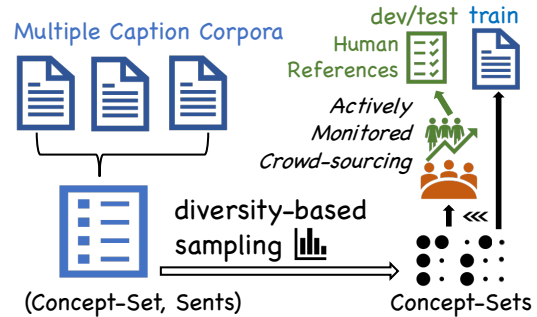 Multiple Caption Corpora
dev/test train
Human
References
Actively
Monitored
Crowd-sourcing
diversity-based
sampling
(Concept-Set, Sents)
Concept-Sets